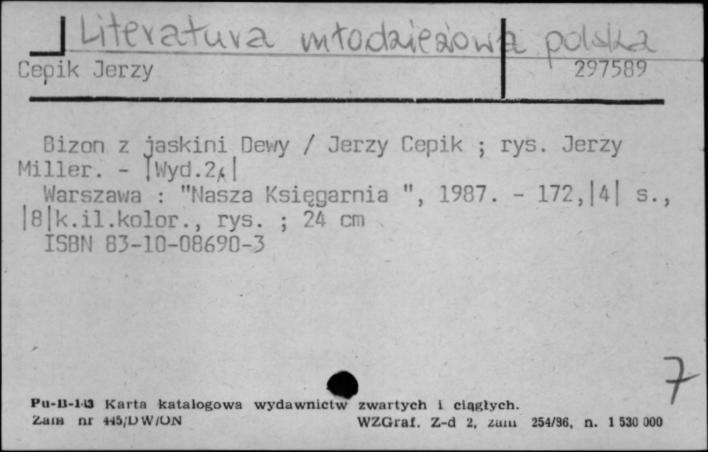 Literatura młodzieżowa polska
Cepik Jerzy 297589
Bizon z jaskini Dewy / Jerzy Cepik ; rys. Jerzy
Miller. - |Wyd.2.|
Warszawa : "Nasza Księgarnia ", 1987. - 172,|4| s.,
|8|k.il.kolor., rys. ; 24 cm
ISBN 83-10-08690-3
7
Pu-B-143 Karta katalogowa wydawnictw zwartych i ciągłych.
Zam nr 445/DW/ON WZGraf. Z-d 2, zam 254/86, n. 1 530 000